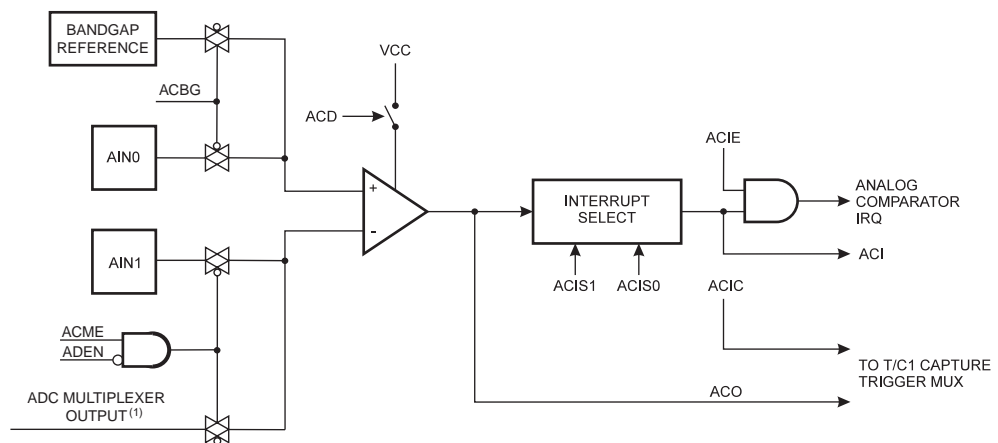 BANDGAP
REFERENCE
VCC
ACBG
ACD
AIN0
ACIE
+
INTERRUPT
SELECT
ANALOG
COMPARATOR
IRQ
-
AIN1
ACI
ACIS1 ACIS0
ACIC
ACME
ADEN
TO T/C1 CAPTURE
TRIGGER MUX
ADC MULTIPLEXER
OUTPUT(1)
ACO